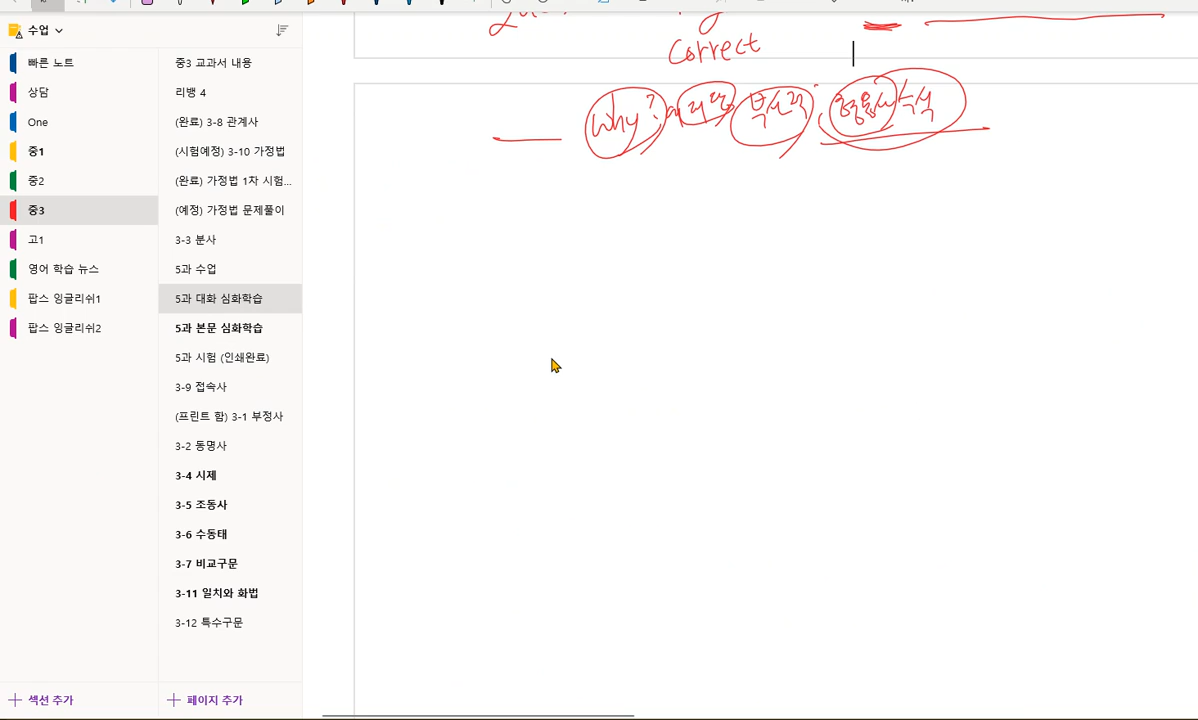 수업
빠른 노트
상담
One
중1
중2
중3
고1
영어 학습 뉴스
팝스 잉글리쉬1
팝스 잉글리쉬2
섹션 추가
중3 교과서 내용
리뱅 4
(완료) 3-8 관계사
(시험예정) 3-10 가정법
(완료) 가정법 1차 시험...
(예정) 가정법 문제풀이
3-3 분사
5과 수업
5과 대화 심화학습
5과 본문 심화학습
5과 시험 (인쇄완료)
3-9 접속사
(프린트 함) 3-1 부정사
3-2 동명사
3-4 시제
3-5 조동사
3-6 수동태
3-7 비교구문
3-11 일치와 화법
3-12 특수구문
페이지 추가
Correct
Why?